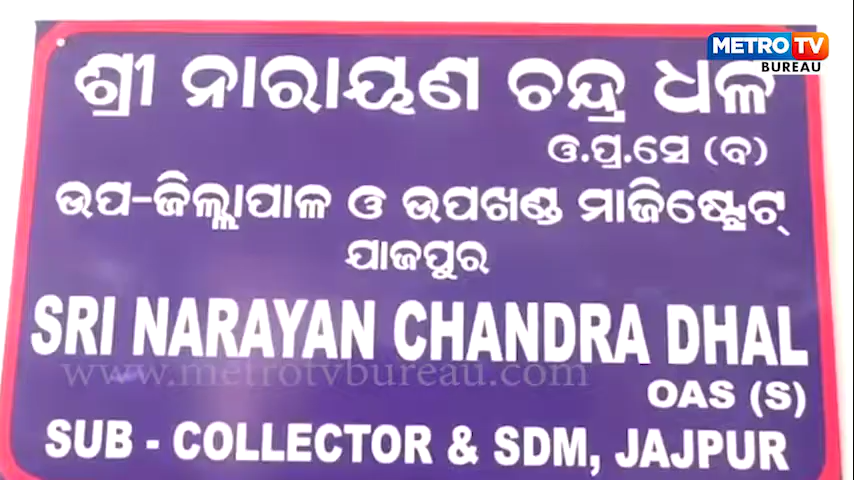 METRO TV
BUREAU
ଶ୍ରୀ ନାରାୟଣ ଚନ୍ଦ୍ର ଧଳ
ଓ.ପ୍ର.ସେ (ବ)
ଉପ-ଜିଲ୍ଲାପାଳ ଓ ଉପଖଣ୍ଡ ମାଜିଷ୍ଟ୍ରେଟ୍
ଯାଜପୁର
SRI NARAYAN CHANDRA DHAL
www.metrotvbureau.com
OAS (S)
SUB - COLLECTOR & SDM, JAJPUR